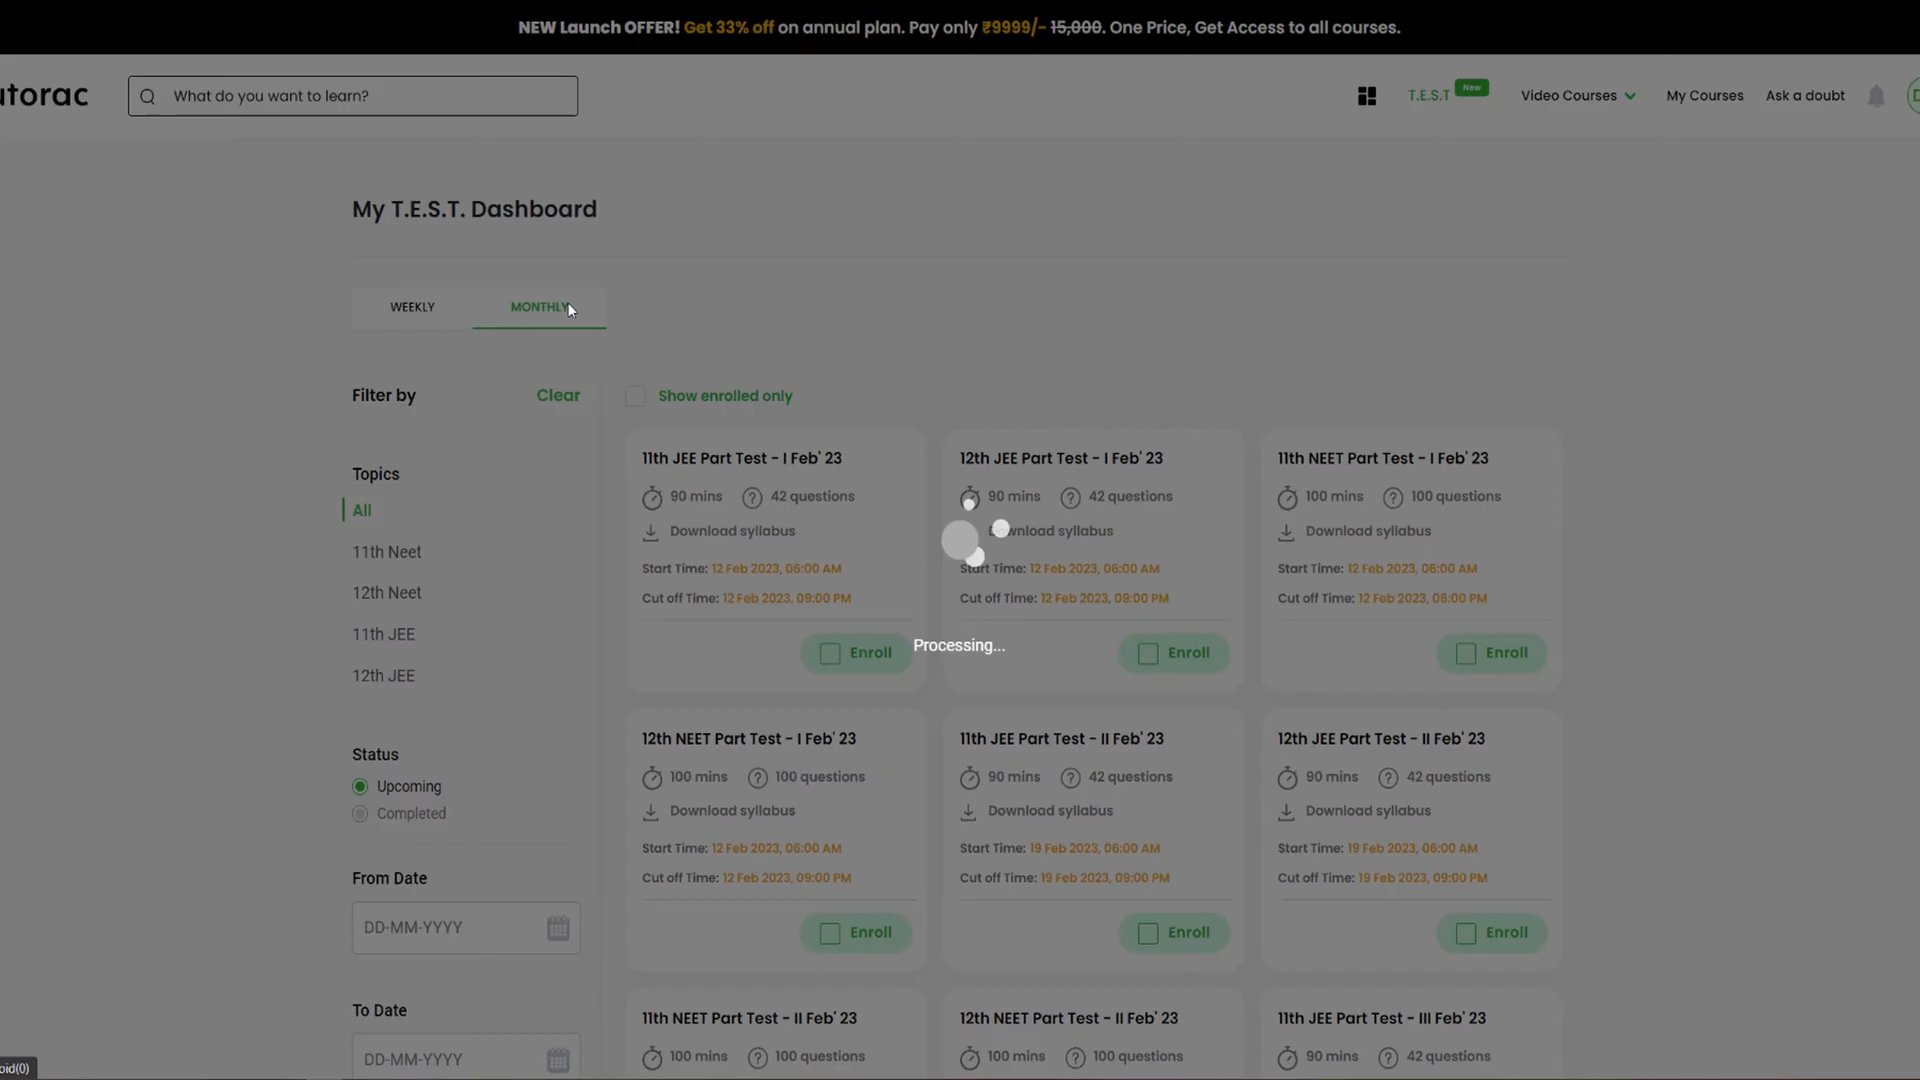 NEW Launch OFFER! Get 33% off on annual plan. Pay only ₹9999/- 15,000. One Price, Get Access to all courses.
utorac
What do you want to learn?
T.E.S.T New
Video Courses
My Courses
Ask a doubt
My T.E.S.T. Dashboard
WEEKLY MONTHLY
Filter by Clear
Show enrolled only
Topics
All
11th Neet
12th Neet
11th JEE
12th JEE
Status
Upcoming
Completed
From Date
DD-MM-YYYY
To Date
DD-MM-YYYY
11th JEE Part Test - I Feb' 23
90 mins 42 questions
Download syllabus
Start Time: 12 Feb 2023, 06:00 AM
Cut off Time: 12 Feb 2023, 09:00 PM
Enroll
12th JEE Part Test - I Feb' 23
90 mins 42 questions
Download syllabus
Start Time: 12 Feb 2023, 06:00 AM
Cut off Time: 12 Feb 2023, 09:00 PM
Enroll
11th NEET Part Test - I Feb' 23
100 mins 100 questions
Download syllabus
Start Time: 12 Feb 2023, 06:00 AM
Cut off Time: 12 Feb 2023, 06:00 PM
Enroll
Processing...
12th NEET Part Test - I Feb' 23
100 mins 100 questions
Download syllabus
Start Time: 12 Feb 2023, 06:00 AM
Cut off Time: 12 Feb 2023, 09:00 PM
Enroll
11th JEE Part Test - II Feb' 23
90 mins 42 questions
Download syllabus
Start Time: 19 Feb 2023, 06:00 AM
Cut off Time: 19 Feb 2023, 09:00 PM
Enroll
12th JEE Part Test - II Feb' 23
90 mins 42 questions
Download syllabus
Start Time: 19 Feb 2023, 06:00 AM
Cut off Time: 19 Feb 2023, 09:00 PM
Enroll
11th NEET Part Test - II Feb' 23
100 mins 100 questions
12th NEET Part Test - II Feb' 23
100 mins 100 questions
11th JEE Part Test - III Feb' 23
90 mins 42 questions
oid(0)